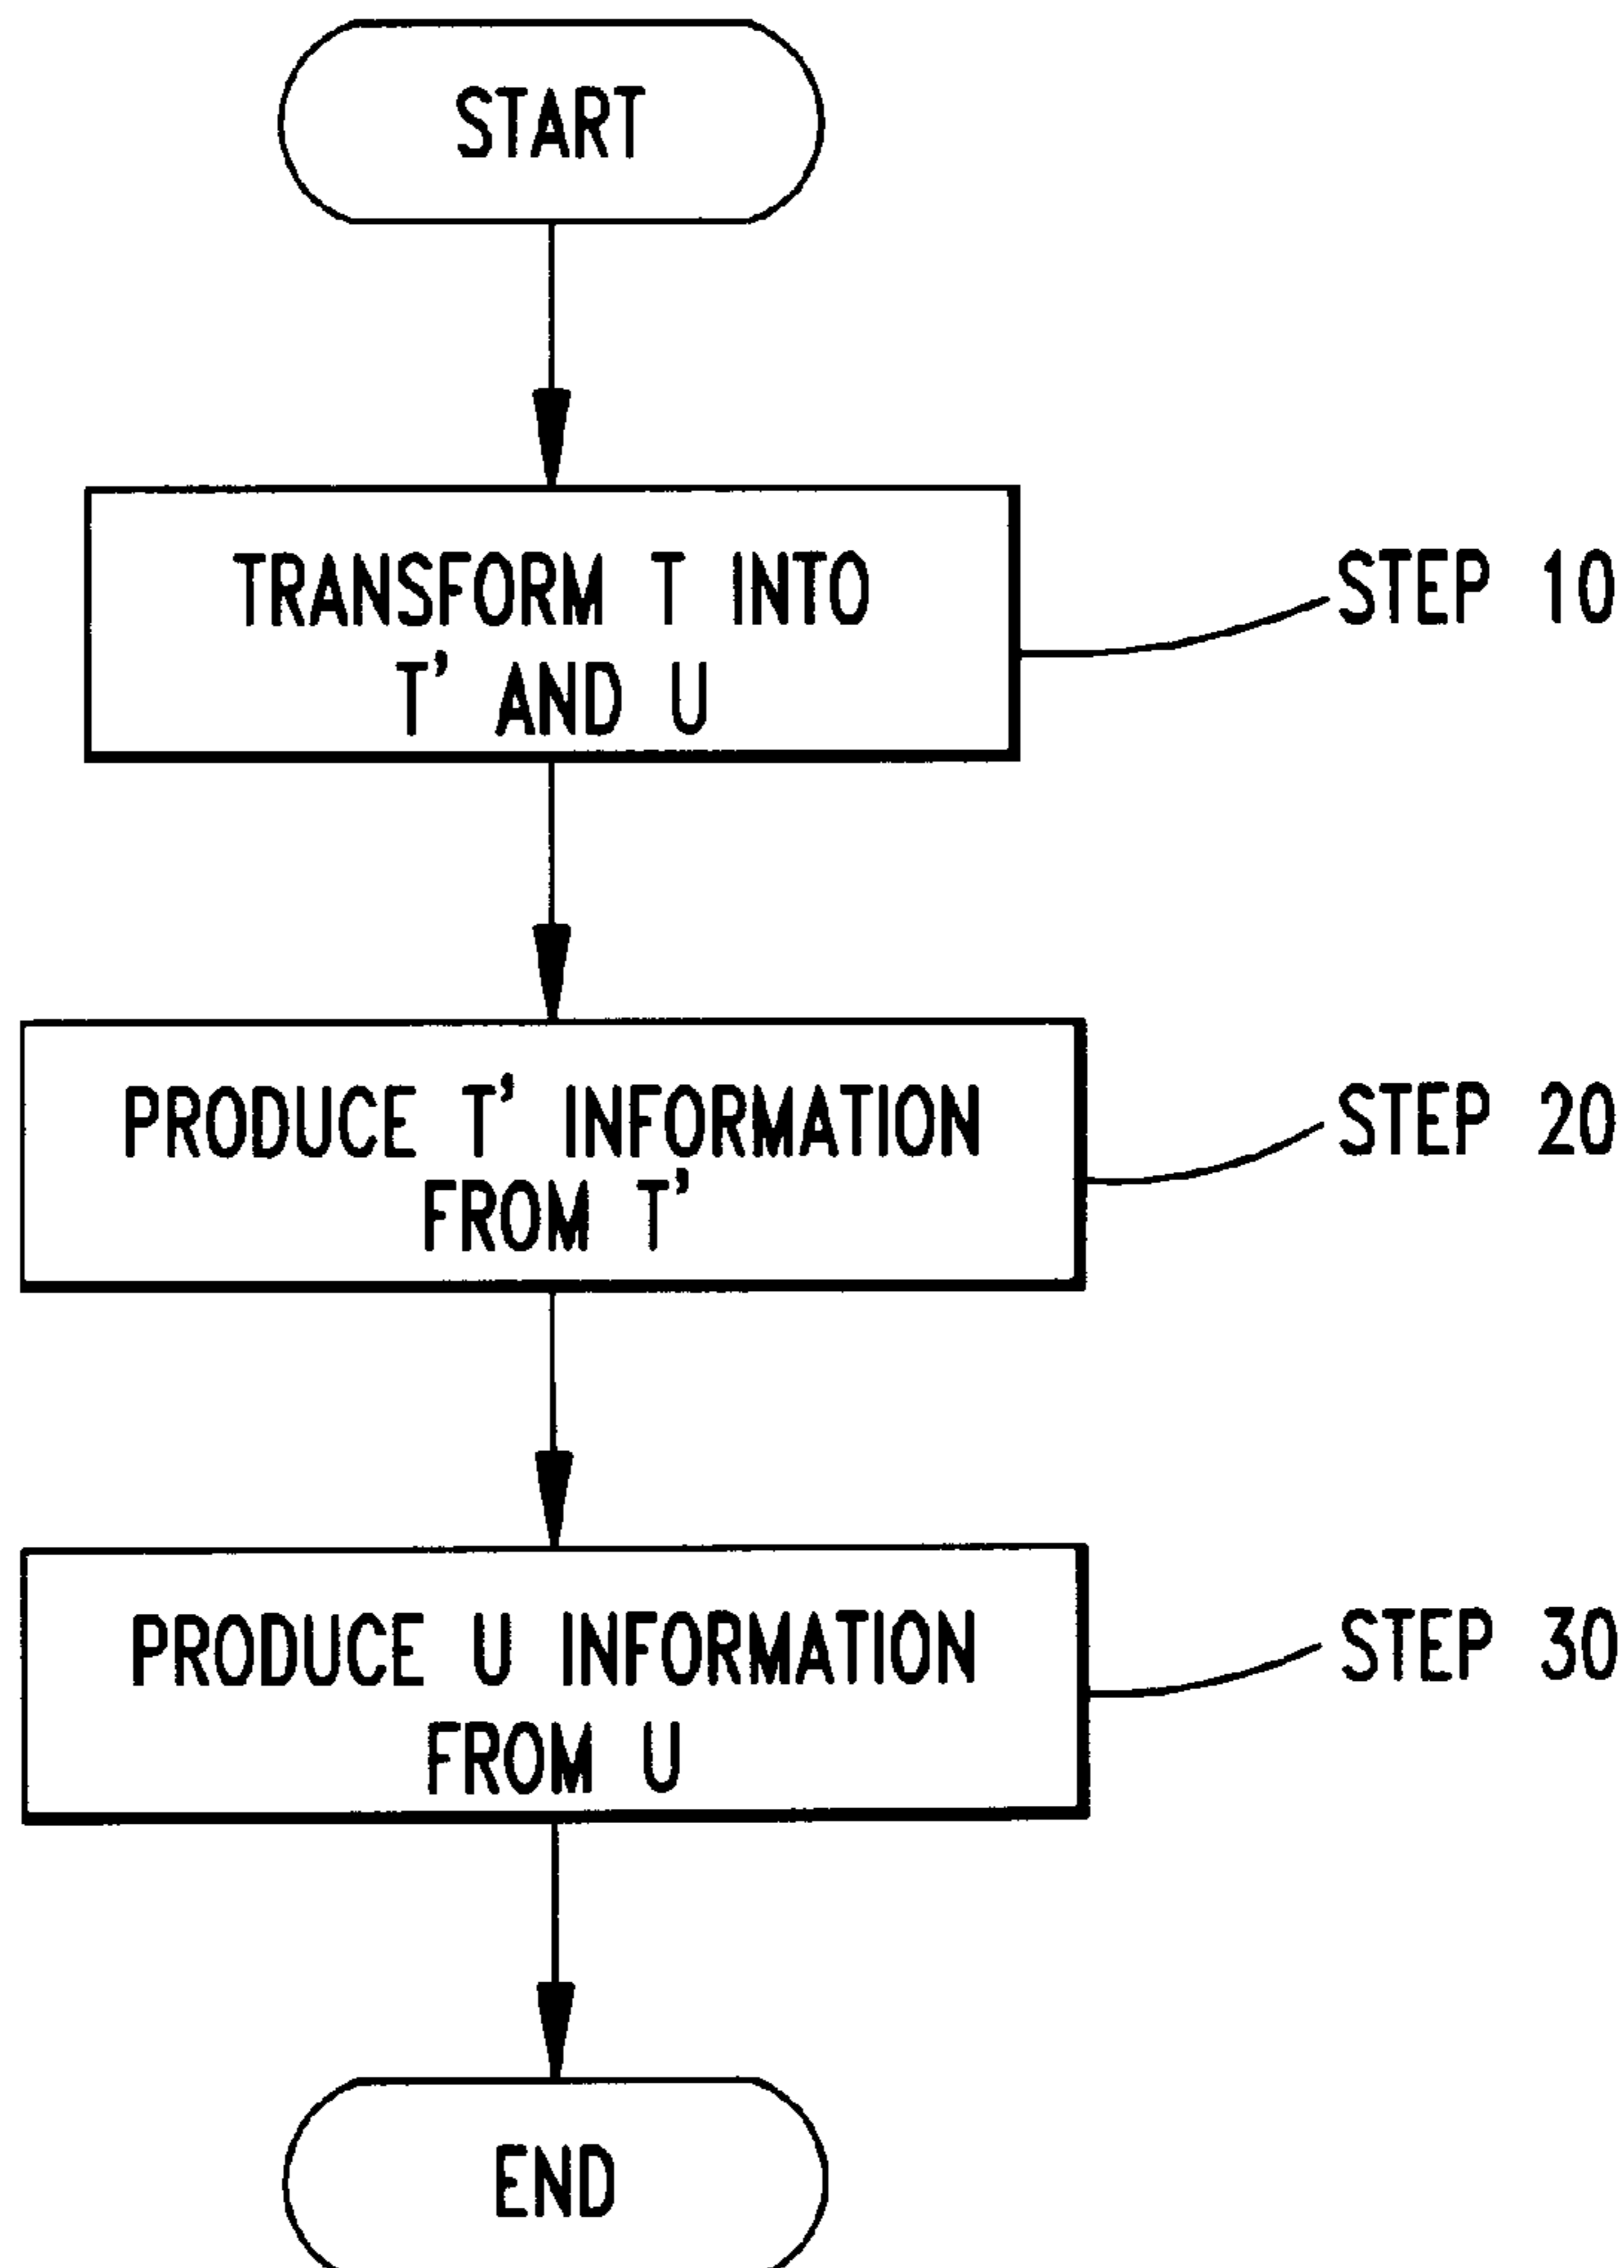 START
TRANSFORM T INTO
T' AND U
STEP 10
PRODUCE T' INFORMATION
FROM T'
STEP 20
PRODUCE U INFORMATION
FROM U
STEP 30
END